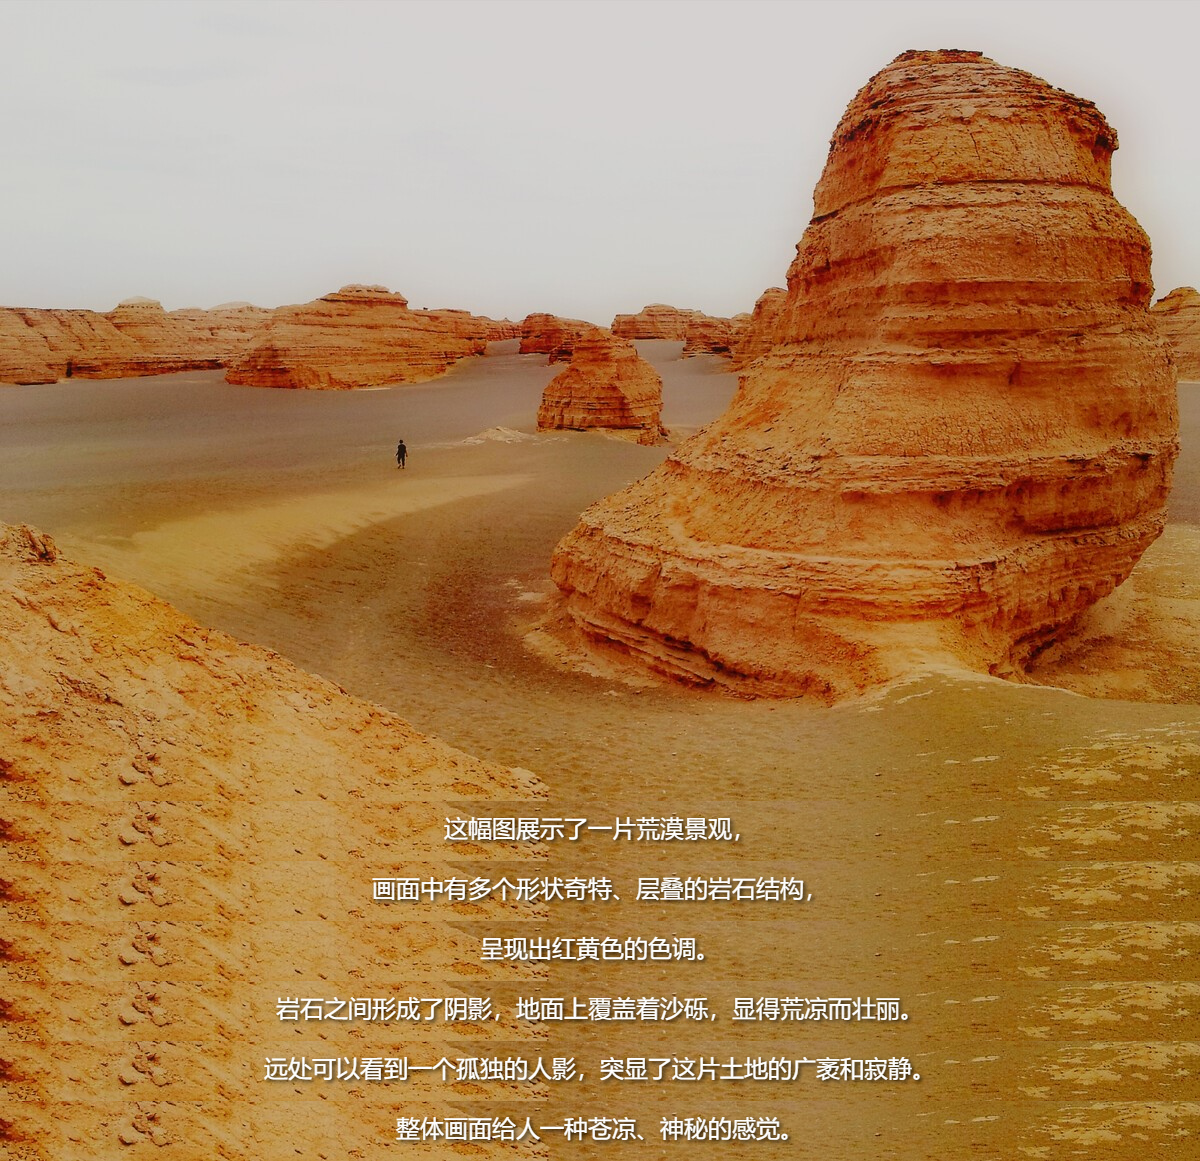 这幅图展示了一片荒漠景观，
画面中有多个形状奇特、层叠的岩石结构，
呈现出红黄色的色调。
岩石之间形成了阴影，地面上覆盖着沙砾，显得荒凉而壮丽。
远处可以看到一个孤独的人影，突显了这片土地的广袤和寂静。
整体画面给人一种苍凉、神秘的感觉。